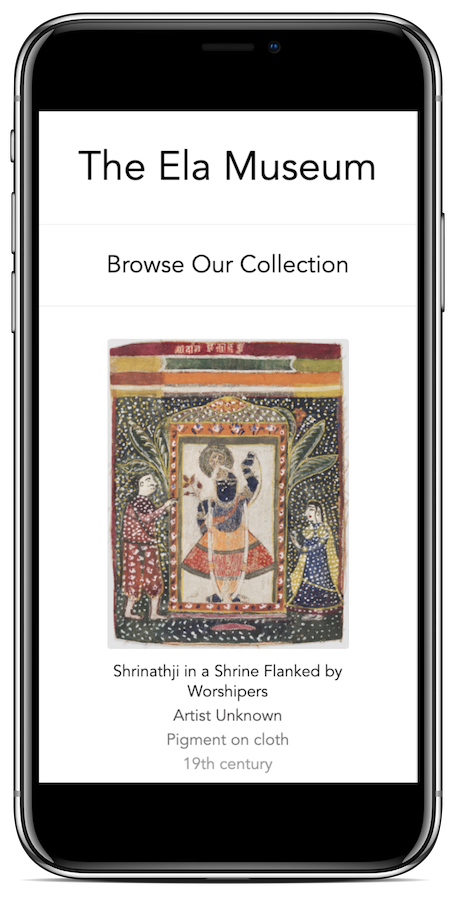 The Ela Museum
Browse Our Collection
Shrinathji in a Shrine Flanked by
Worshipers
Artist Unknown
Pigment on cloth
19th century